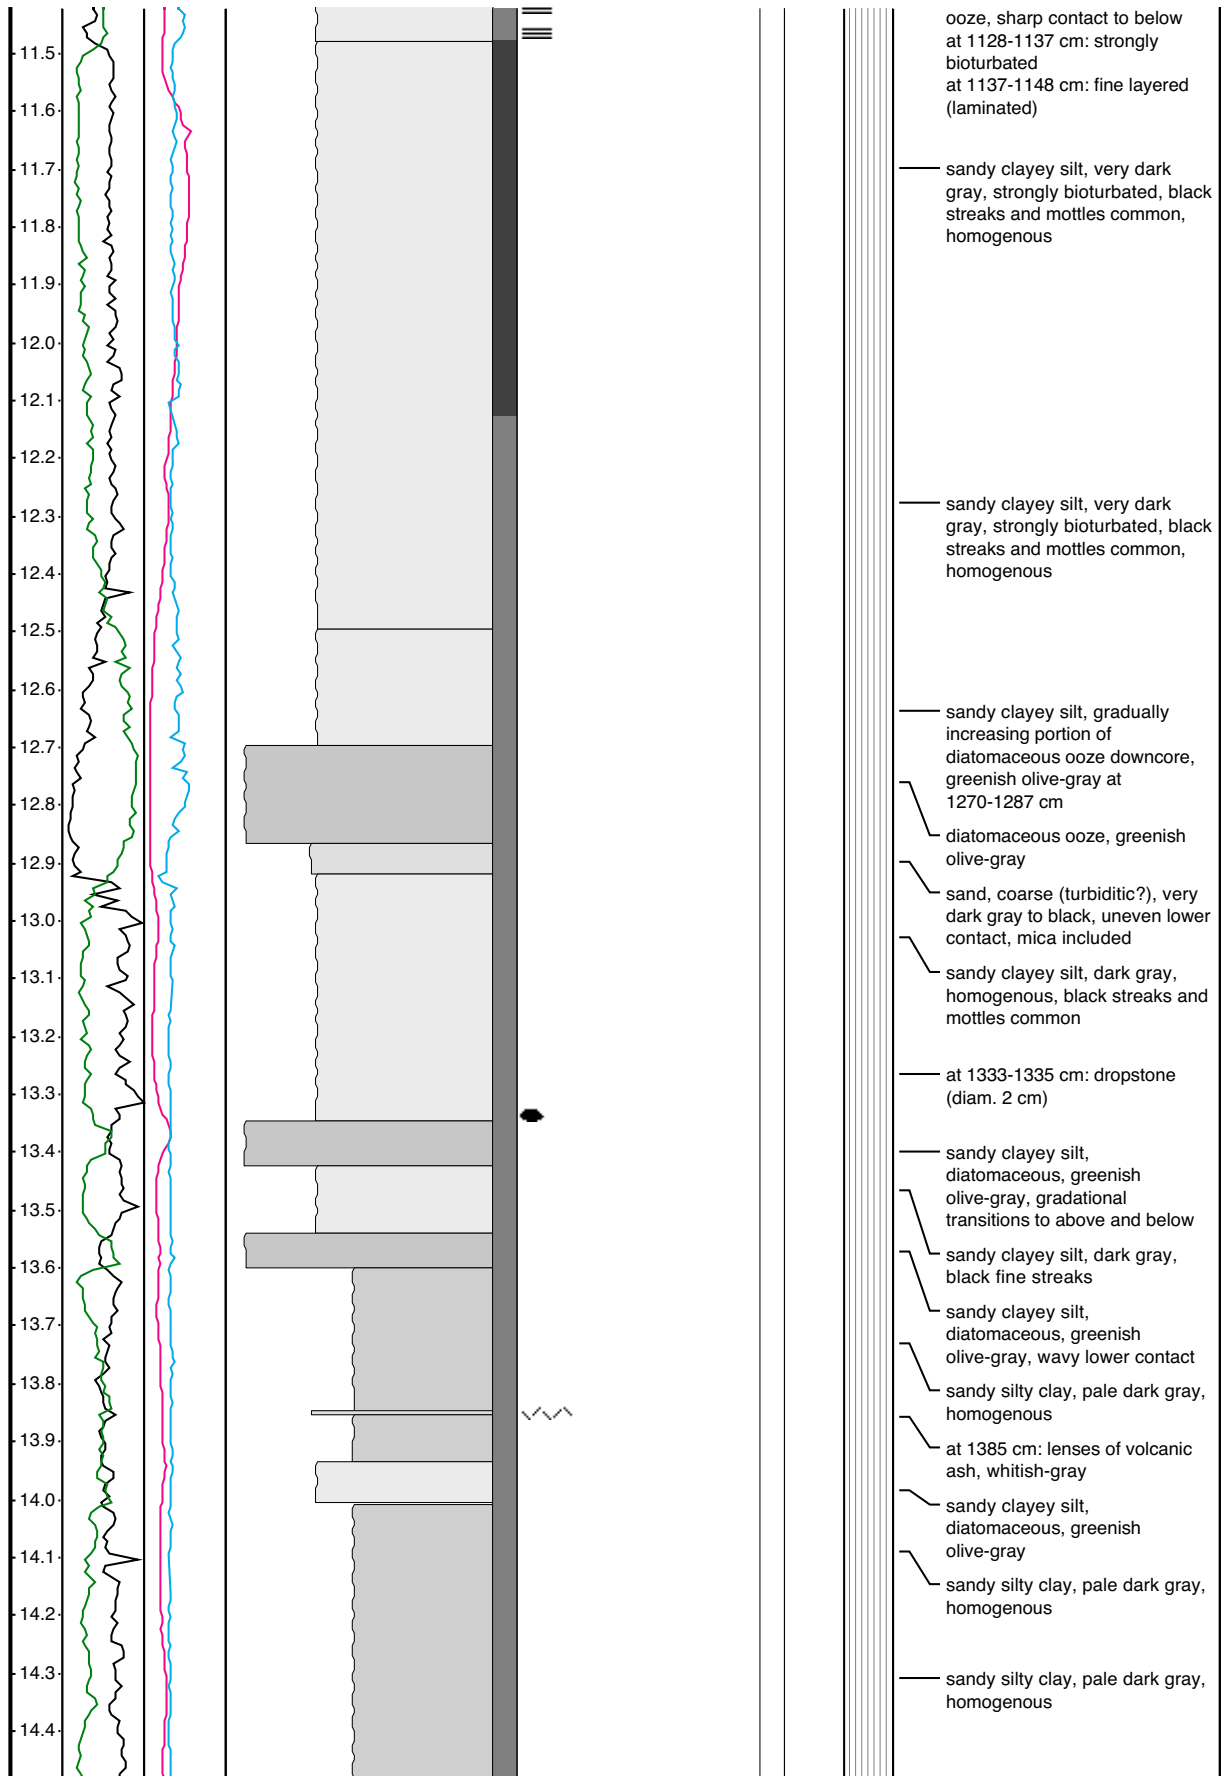 11.5
11.6
11.7
11.8
11.9
12.0
12.1
12.2
12.3
12.4
12.5
12.6
12.7
12.8
12.9
13.0
13.1
13.2
13.3
13.4
13.5
13.6
13.7
13.8
13.9
14.0
14.1
14.2
14.3
14.4
ooze, sharp contact to below
at 1128-1137 cm: strongly
bioturbated
at 1137-1148 cm: fine layered
(laminated)
sandy clayey silt, very dark
gray, strongly bioturbated, black
streaks and mottles common,
homogenous
sandy clayey silt, very dark
gray, strongly bioturbated, black
streaks and mottles common,
homogenous
sandy clayey silt, gradually
increasing portion of
diatomaceous ooze downcore,
greenish olive-gray at
1270-1287 cm
diatomaceous ooze, greenish
olive-gray
sand, coarse (turbiditic?), very
dark gray to black, uneven lower
contact, mica included
sandy clayey silt, dark gray,
homogenous, black streaks and
mottles common
at 1333-1335 cm: dropstone
(diam. 2 cm)
sandy clayey silt,
diatomaceous, greenish
olive-gray, gradational
transitions to above and below
sandy clayey silt, dark gray,
black fine streaks
sandy clayey silt,
diatomaceous, greenish
olive-gray, wavy lower contact
sandy silty clay, pale dark gray,
homogenous
at 1385 cm: lenses of volcanic
ash, whitish-gray
sandy clayey silt,
diatomaceous, greenish
olive-gray
sandy silty clay, pale dark gray,
homogenous
sandy silty clay, pale dark gray,
homogenous